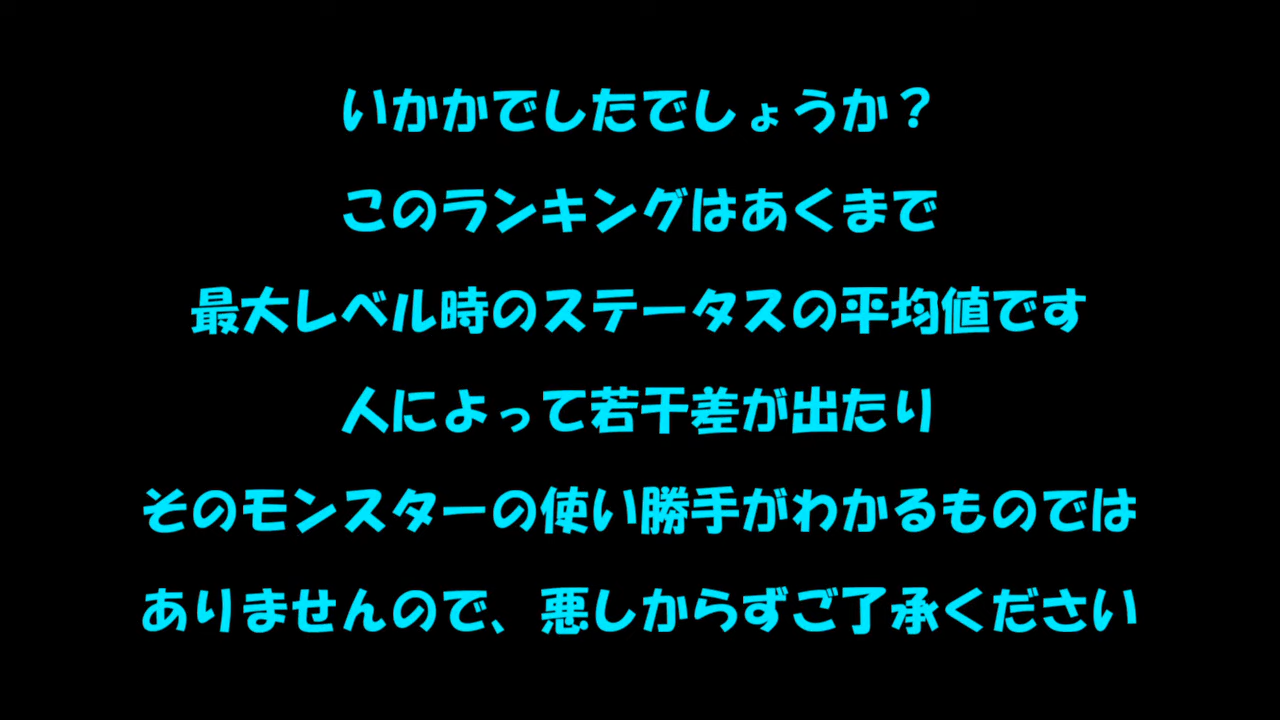 いかがでしたでしょうか？
このランキングはあくまで
最大レベル時のステータスの平均値です
人によって若干差が出たり
そのモンスターの使い勝手がわかるものでは
ありませんので、悪しからずご了承ください